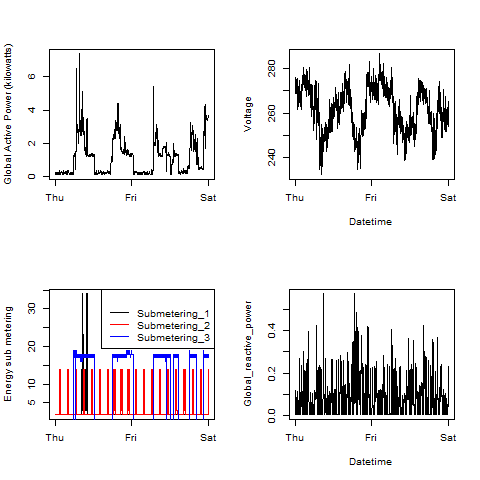 Global Active Power (kilowatts)
0 2 4 6
Thu Fri Sat
Voltage
240 260 280
Thu Fri Sat
Datetime
Energy sub metering
5 10 20 30
Thu Fri Sat
Submetering_1
Submetering_2
Submetering_3
Global_reactive_power
0.0 0.2 0.4
Thu Fri Sat
Datetime